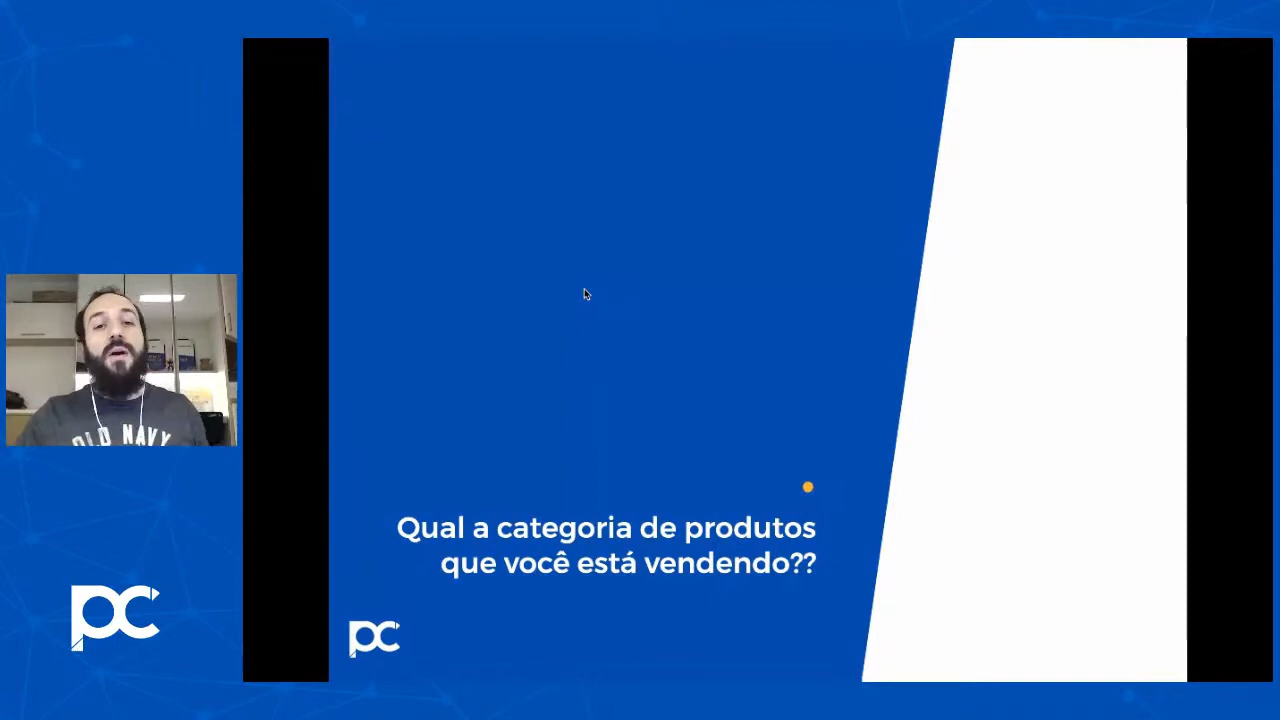 OLD NAVY
Qual a categoria de produtos
que você está vendendo??
pc
pc